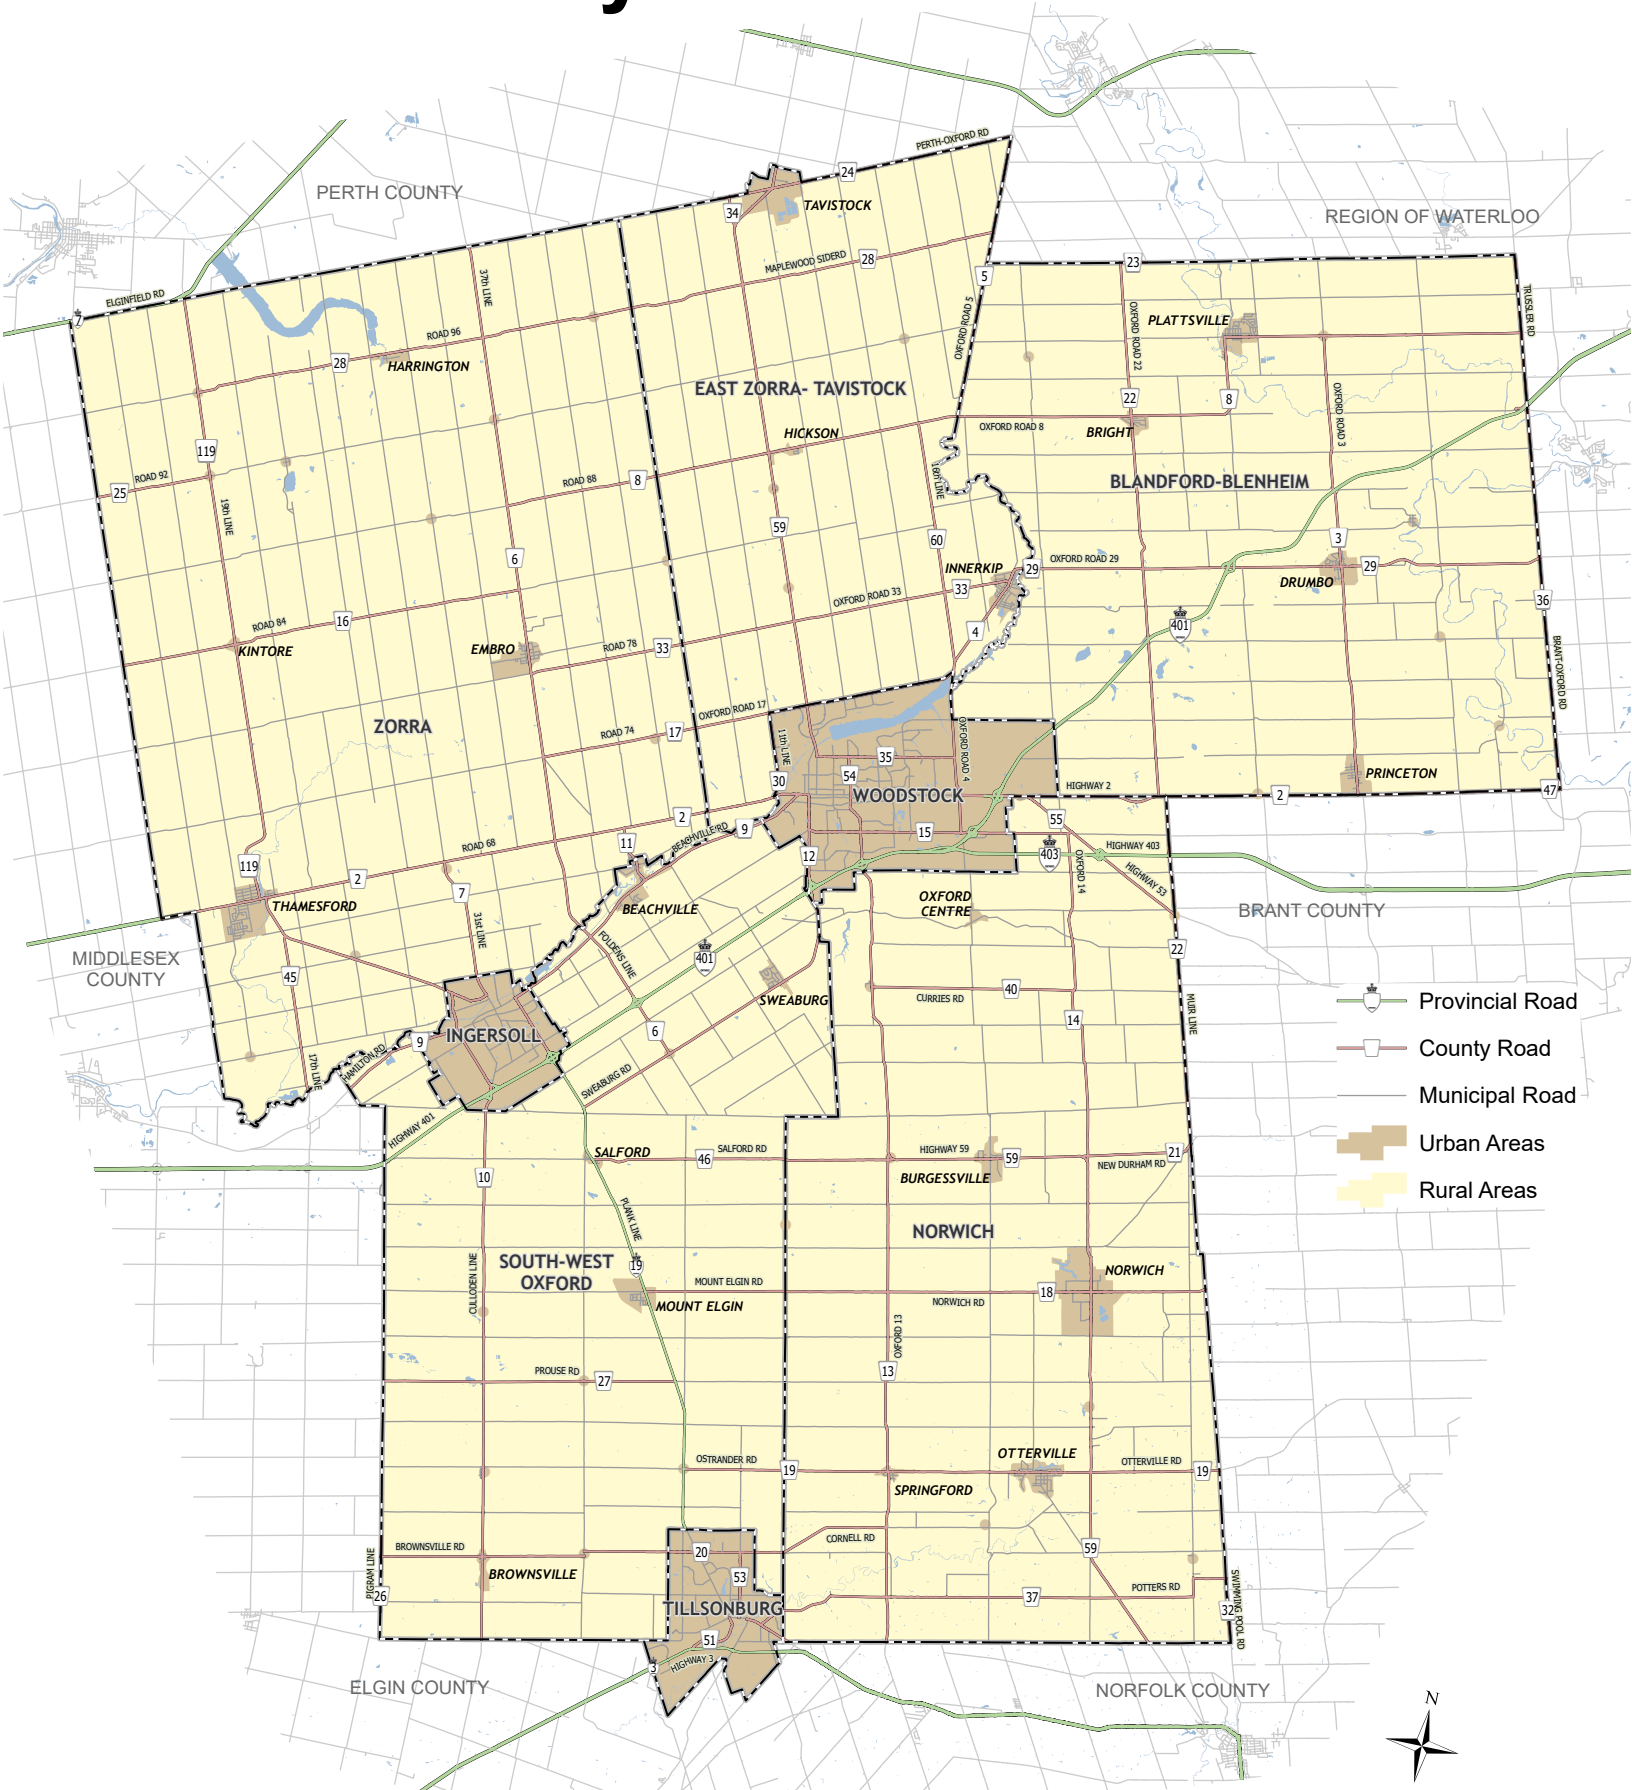 PERTH-OXFORD RD
24
PERTH COUNTY
34
TAVISTOCK
REGION OF WATERLOO
MAPLEWOOD SIDERD
28
23
5
37th LINE
ELGINFIELD RD
7
TRUSSLER RD
OXFORD ROAD 5
OXFORD ROAD 22
PLATTSVILLE
ROAD 96
28
HARRINGTON
EAST ZORRA- TAVISTOCK
22
8
OXFORD ROAD 3
HICKSON
OXFORD ROAD 8
BRIGHT
119
ROAD 92
25
ROAD 88
8
16th LINE
BLANDFORD-BLENHEIM
19th LINE
59
60
3
6
INNERKIP
29
OXFORD ROAD 29
DRUMBO
29
33
OXFORD ROAD 33
36
401
ROAD 84
16
4
KINTORE
EMBRO
ROAD 78
33
BRANT-OXFORD RD
OXFORD ROAD 17
ZORRA
ROAD 74
17
11th LINE
OXFORD ROAD 4
35
54
30
WOODSTOCK
HIGHWAY 2
2
PRINCETON
47
2
9
BEACHVILLE RD
15
55
11
ROAD 68
12
403
HIGHWAY 403
OXFORD 14
HIGHWAY 53
119
2
7
THAMESFORD
BEACHVILLE
OXFORD
CENTRE
BRANT COUNTY
31st LINE
FOLDENS LINE
401
22
MIDDLESEX
COUNTY
45
SWEABURG
CURRIES RD
40
MUIR LINE
Provincial Road
14
INGERSOLL
6
9
HAMILTON RD
17th LINE
County Road
SWEABURG RD
Municipal Road
HIGHWAY 401
SALFORD
46
SALFORD RD
HIGHWAY 59
59
NEW DURHAM RD
21
Urban Areas
10
BURGESSVILLE
Rural Areas
PLANK LINE
NORWICH
SOUTH-WEST
OXFORD
19
NORWICH
CULLODEN LINE
MOUNT ELGIN RD
MOUNT ELGIN
NORWICH RD
18
OXFORD 13
13
PROUSE RD
27
OTTERVILLE
OSTRANDER RD
19
OTTERVILLE RD
19
SPRINGFORD
BROWNSVILLE RD
20
CORNELL RD
59
PIGRAM LINE
BROWNSVILLE
53
26
37
POTTERS RD
TILLSONBURG
32
SWIMMING POOL RD
51
3
HIGHWAY 3
ELGIN COUNTY
NORFOLK COUNTY
N